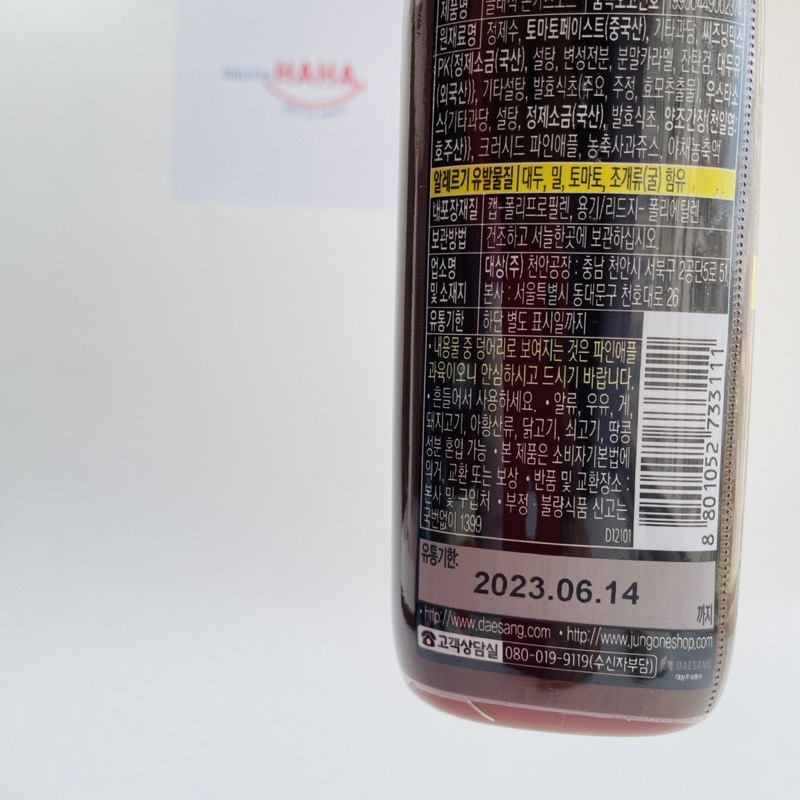 HAHA
제품명
원재료명 정제수, 토마토페이스트(중국산), 기타과당, 씨즈닝믹스
PK{정제소금(국산), 설탕, 변성전분, 분말카라멜, 잔탄검, 대두유
(외국산)}, 기타설탕, 발효식초(주요, 주정, 효모추출물), 우스타소
스{기타과당, 설탕, 정제소금(국산), 발효식초, 양조간장(천일염:
호주산)}, 크러시드 파인애플, 농축사과쥬스, 야채농축액
알레르기 유발물질 | 대두, 밀, 토마토, 조개류(굴) 함유
내포장재질 캡-폴리프로필렌, 용기/리드지- 폴리에틸렌
보관방법 건조하고 서늘한곳에 보관하십시오.
업소명 대상(주) 천안공장 : 충남 천안시 서북구 2공단5로 51,
및 소재지 본사 : 서울특별시 동대문구 천호대로 26
유통기한 하단 별도 표시일까지
• 내용물 중 덩어리로 보여지는 것은 파인애플
과육이오니 안심하시고 드시기 바랍니다.
• 흔들어서 사용하세요. • 알류, 우유, 게,
돼지고기, 아황산류, 닭고기, 쇠고기, 땅콩
성분 혼입 가능 • 본 제품은 소비자기본법에
의거, 교환 또는 보상 • 반품 및 교환장소 :
본사 및 구입처 • 부정·불량식품 신고는
국번없이 1399
D12101
8 801052 733111
유통기한:
2023.06.14
까지
• http://www.daesang.com • http://www.jungoneshop.com
☎고객상담실 080-019-9119(수신자부담)
DAESANG
대상주식회사